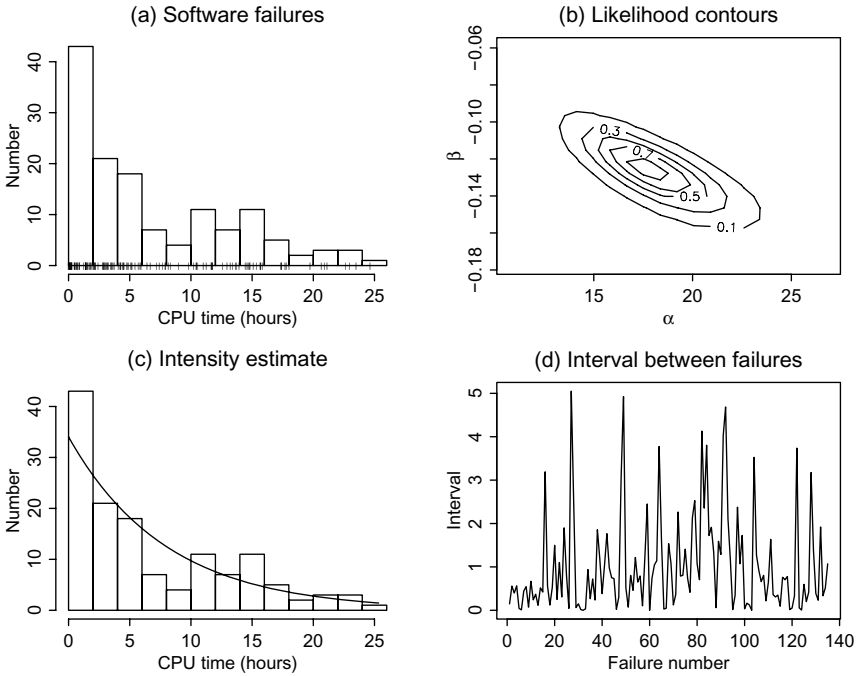 (a) Software failures
Number
0 10 20 30 40
0 5 10 15 20 25
CPU time (hours)
(b) Likelihood contours
β
−0.18 −0.14 −0.10 −0.06
0.3
0.7
0.5
0.1
15 20 25
α
(c) Intensity estimate
Number
0 10 20 30 40
0 5 10 15 20 25
CPU time (hours)
(d) Interval between failures
Interval
0 1 2 3 4 5
0 20 40 60 80 100 120 140
Failure number